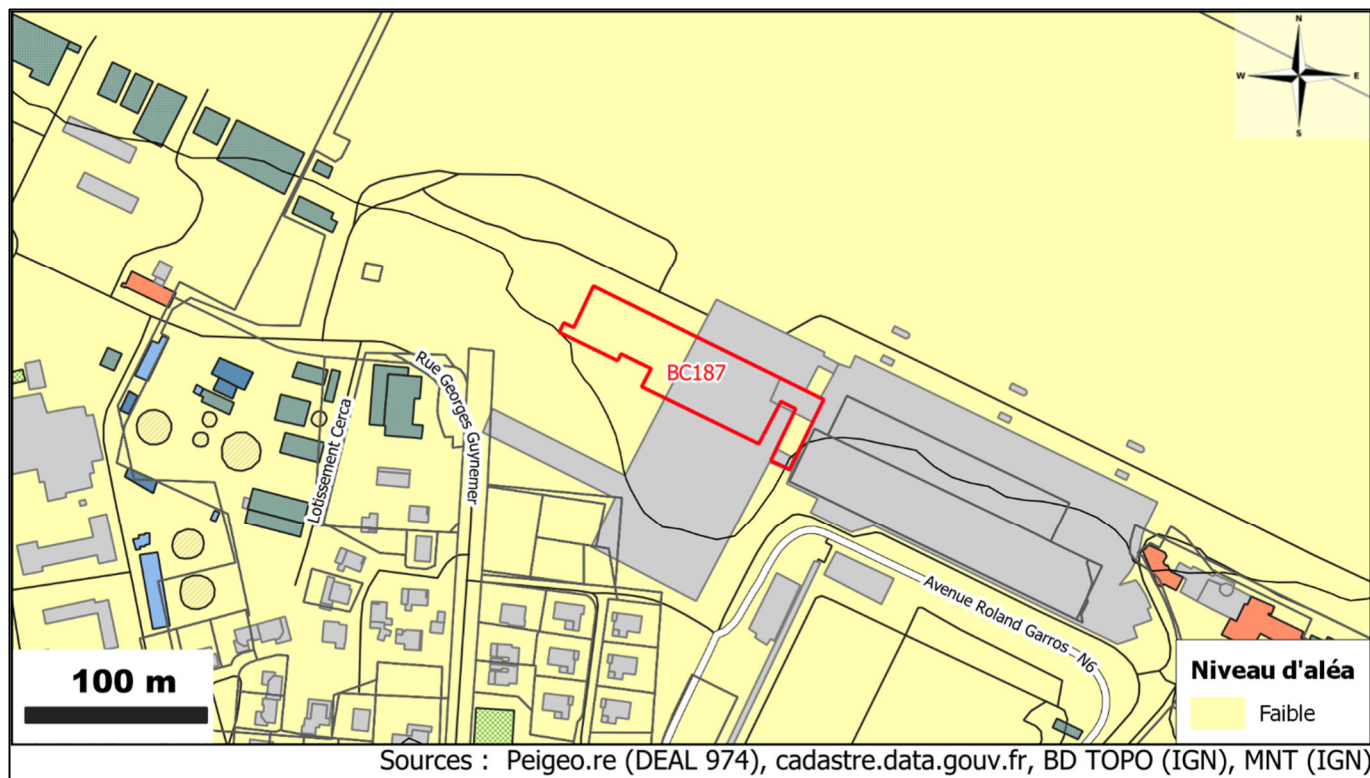 N
W E
S
BC187
Rue Georges Guynemer
Lotissement Cerca
Avenue Roland Garros - N6
100 m
Niveau d'aléa
Faible
Sources : Peigeo.re (DEAL 974), cadastre.data.gouv.fr, BD TOPO (IGN), MNT (IGN)